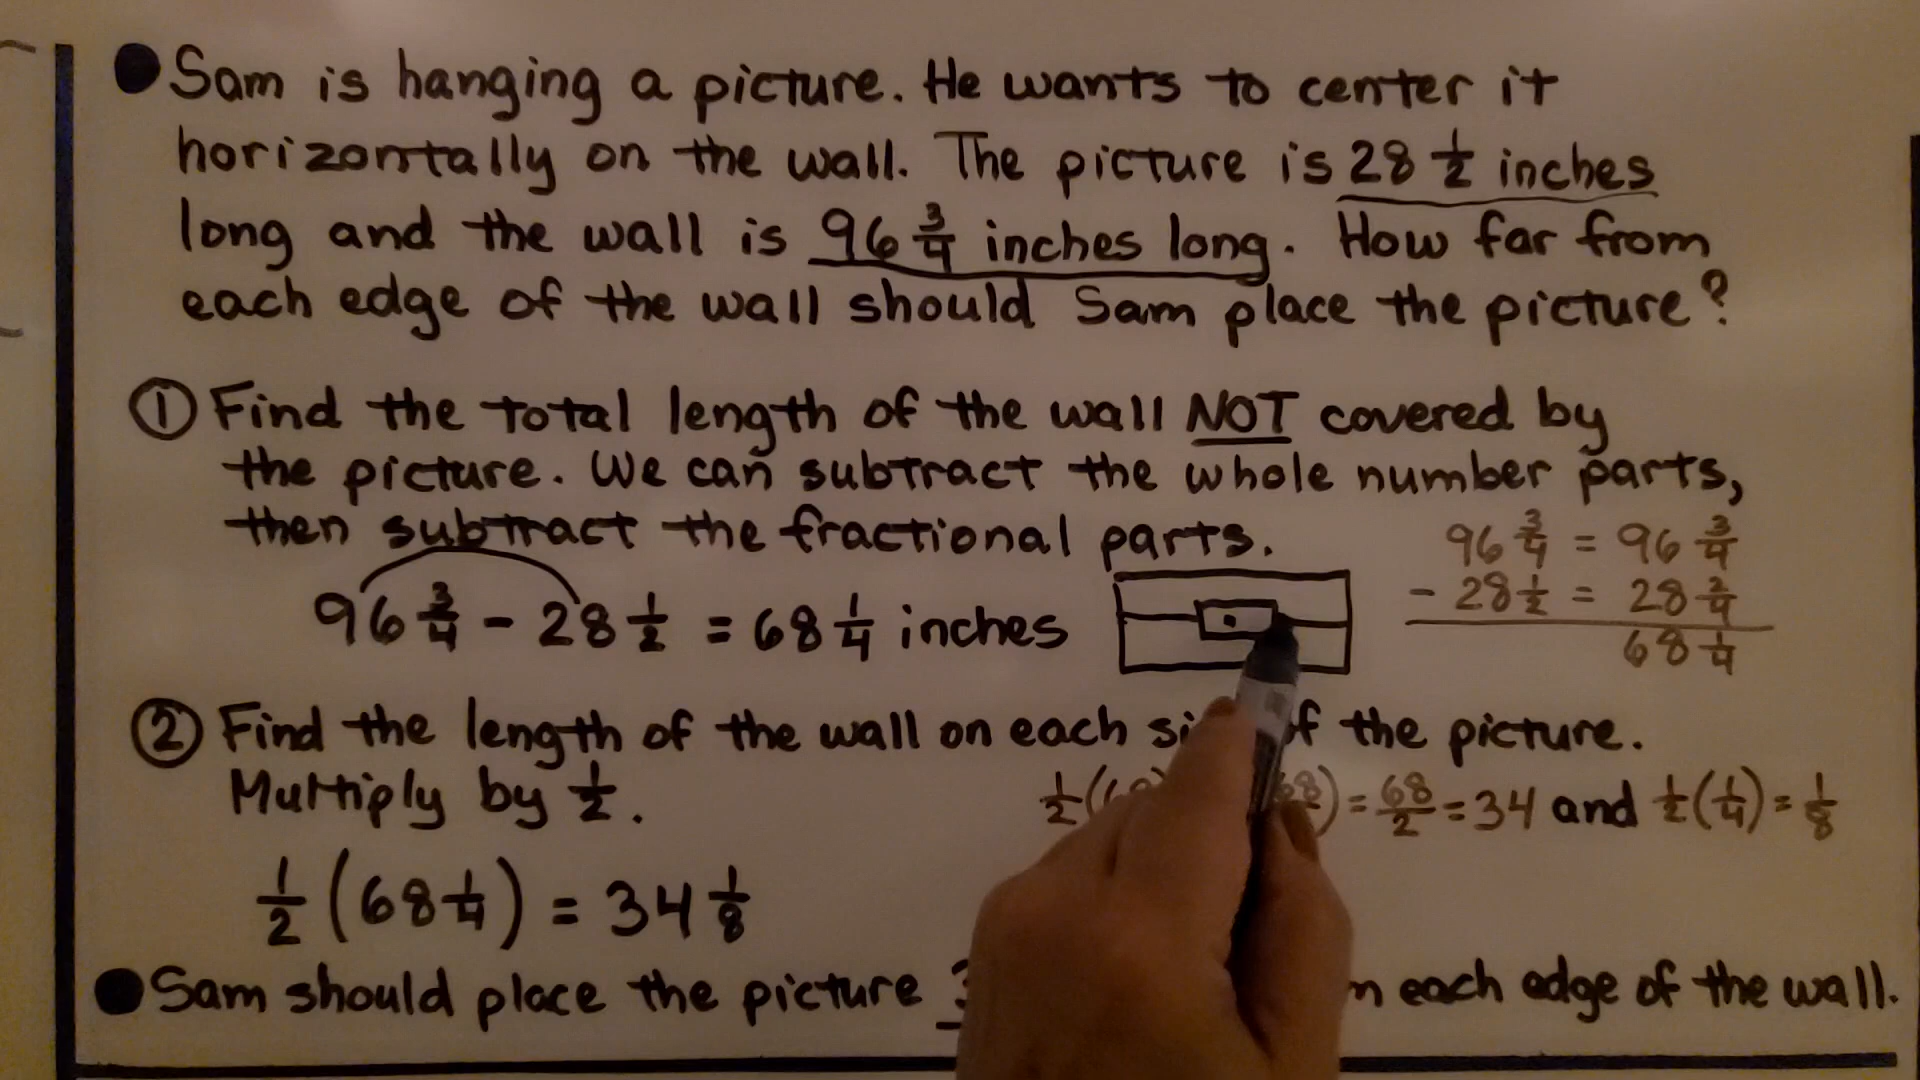 Sam is hanging a picture. He wants to center it
horizontally on the wall. The picture is 28 1/2 inches
long and the wall is 96 3/4 inches long. How far from
each edge of the wall should Sam place the picture?
① Find the total length of the wall NOT covered by
the picture. We can subtract the whole number parts,
then subtract the fractional parts.
96 3/4 - 28 1/2 = 68 1/4 inches
96 3/4 = 96 3/4
- 28 1/2 = 28 2/4
68 1/4
② Find the length of the wall on each of the picture.
Multiply by 1/2.
1/2 ( ) = 68/2 = 34 and 1/2 (1/4) = 1/8
1/2 (68 1/4) = 34 1/8
Sam should place the picture each edge of the wall.